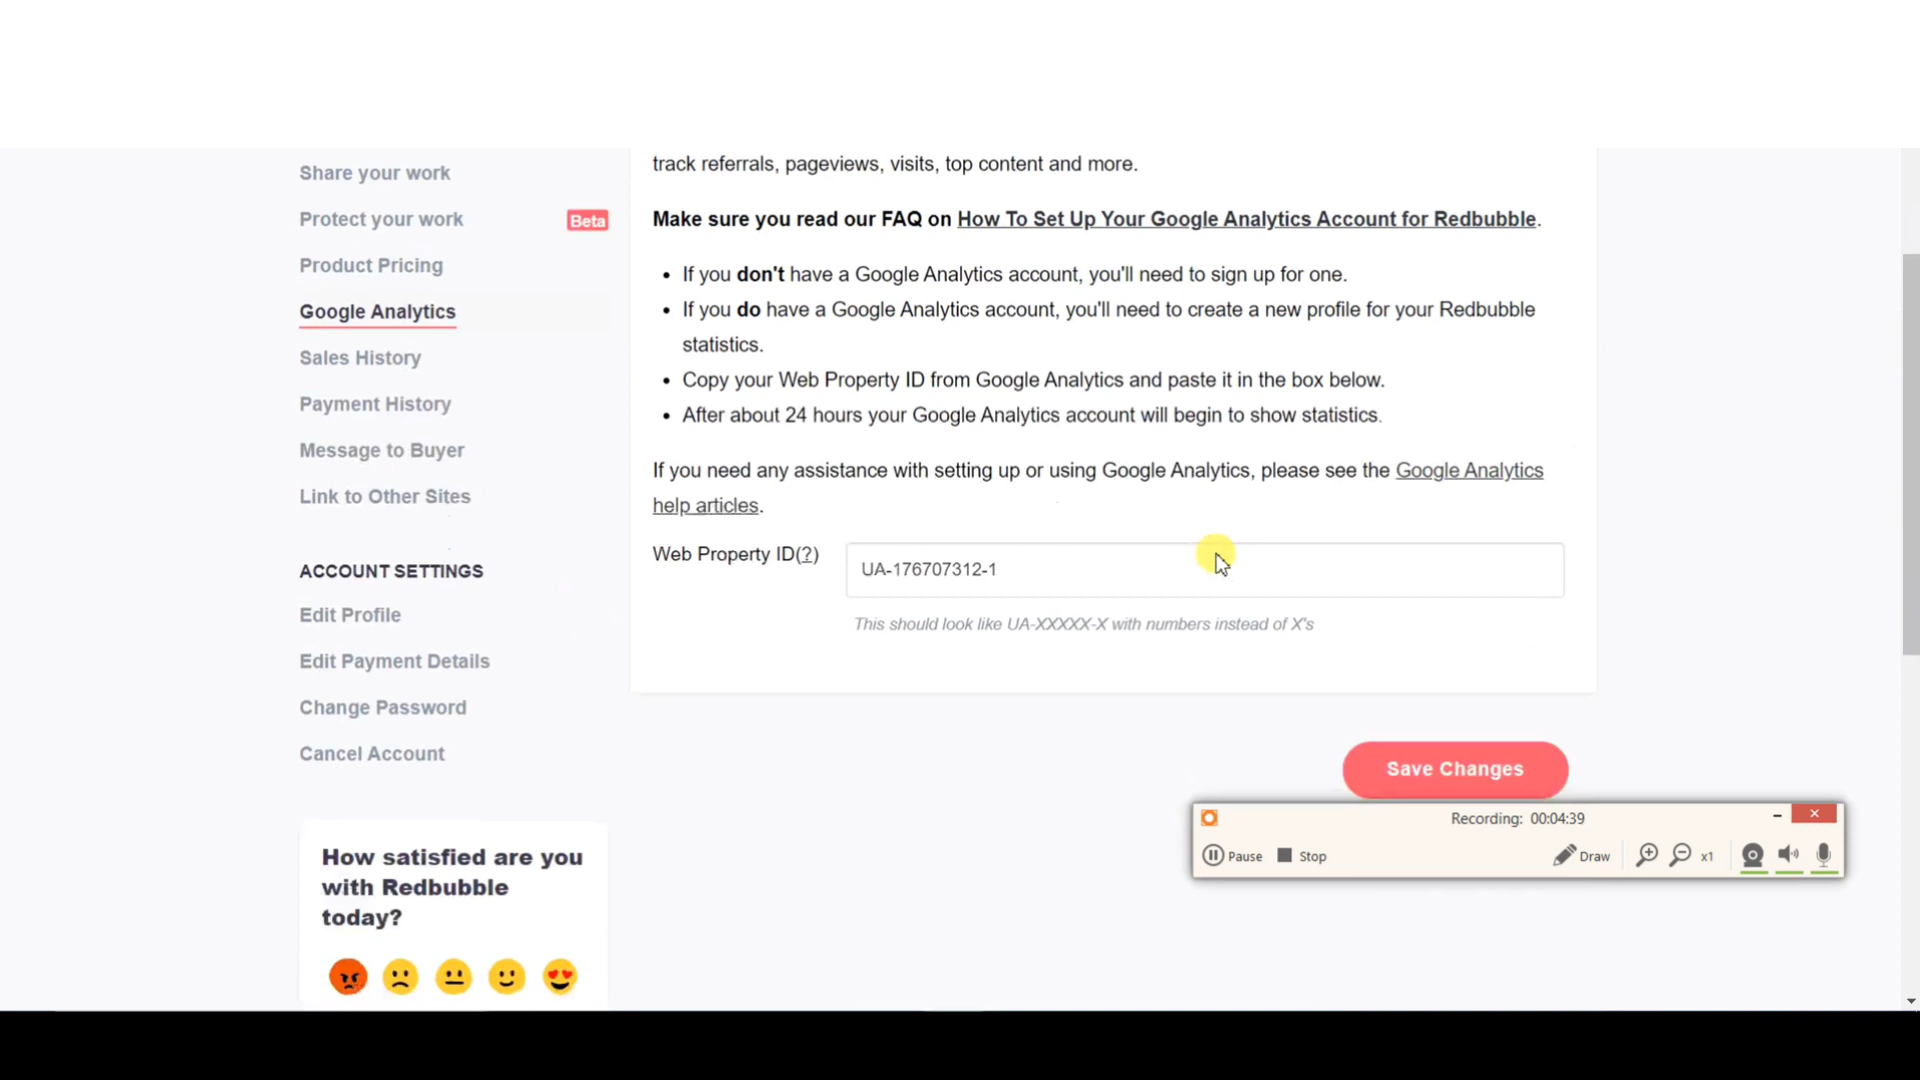 Share your work
Protect your work Beta
Product Pricing
Google Analytics
Sales History
Payment History
Message to Buyer
Link to Other Sites
ACCOUNT SETTINGS
Edit Profile
Edit Payment Details
Change Password
Cancel Account
How satisfied are you
with Redbubble
today?
track referrals, pageviews, visits, top content and more.
Make sure you read our FAQ on How To Set Up Your Google Analytics Account for Redbubble.
• If you don't have a Google Analytics account, you'll need to sign up for one.
• If you do have a Google Analytics account, you'll need to create a new profile for your Redbubble
statistics.
• Copy your Web Property ID from Google Analytics and paste it in the box below.
• After about 24 hours your Google Analytics account will begin to show statistics.
If you need any assistance with setting up or using Google Analytics, please see the Google Analytics
help articles.
Web Property ID(?) UA-176707312-1
This should look like UA-XXXXX-X with numbers instead of X's
Save Changes
Recording: 00:04:39
Pause Stop Draw x1